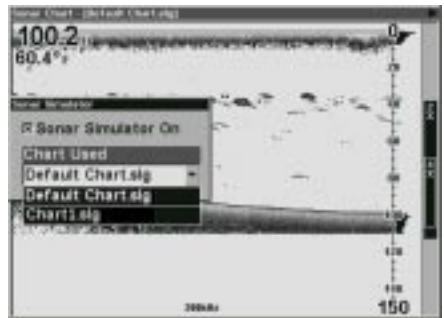 Sonar Chart - [Default Chart.slg]
100.2
60.4°F
0
Sonar Simulator
Sonar Simulator On
Chart Used
Default Chart.slg
Default Chart.slg
Chart1.slg
200kHz
150